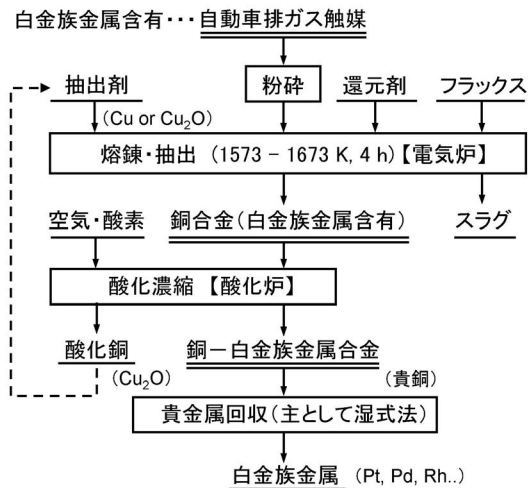 白金族金属含有・・・自動車排ガス触媒
抽出剤 粉砕 還元剤 フラックス
(Cu or Cu₂O)
熔錬・抽出 (1573 – 1673 K, 4 h)【電気炉】
空気・酸素 銅合金(白金族金属含有) スラグ
酸化濃縮 【酸化炉】
酸化銅 銅ー白金族金属合金
(Cu₂O) (貴銅)
貴金属回収(主として湿式法)
白金族金属 (Pt, Pd, Rh..)